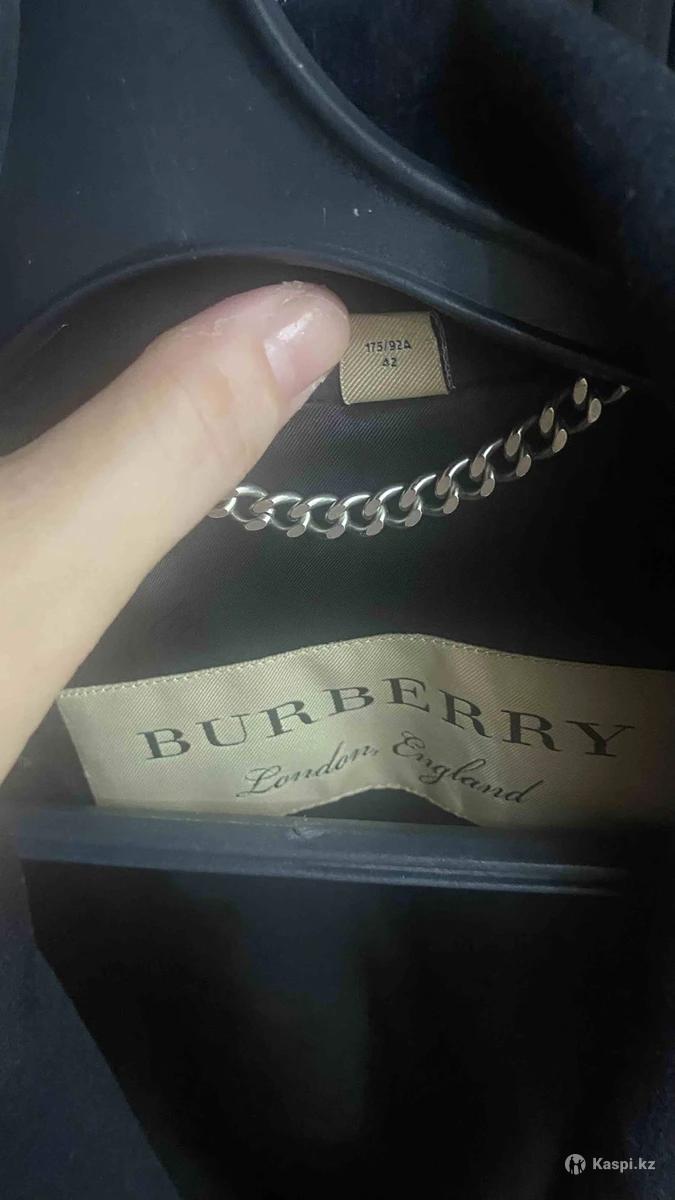 175/92A
42
BURBERRY
London, England
Kaspi.kz